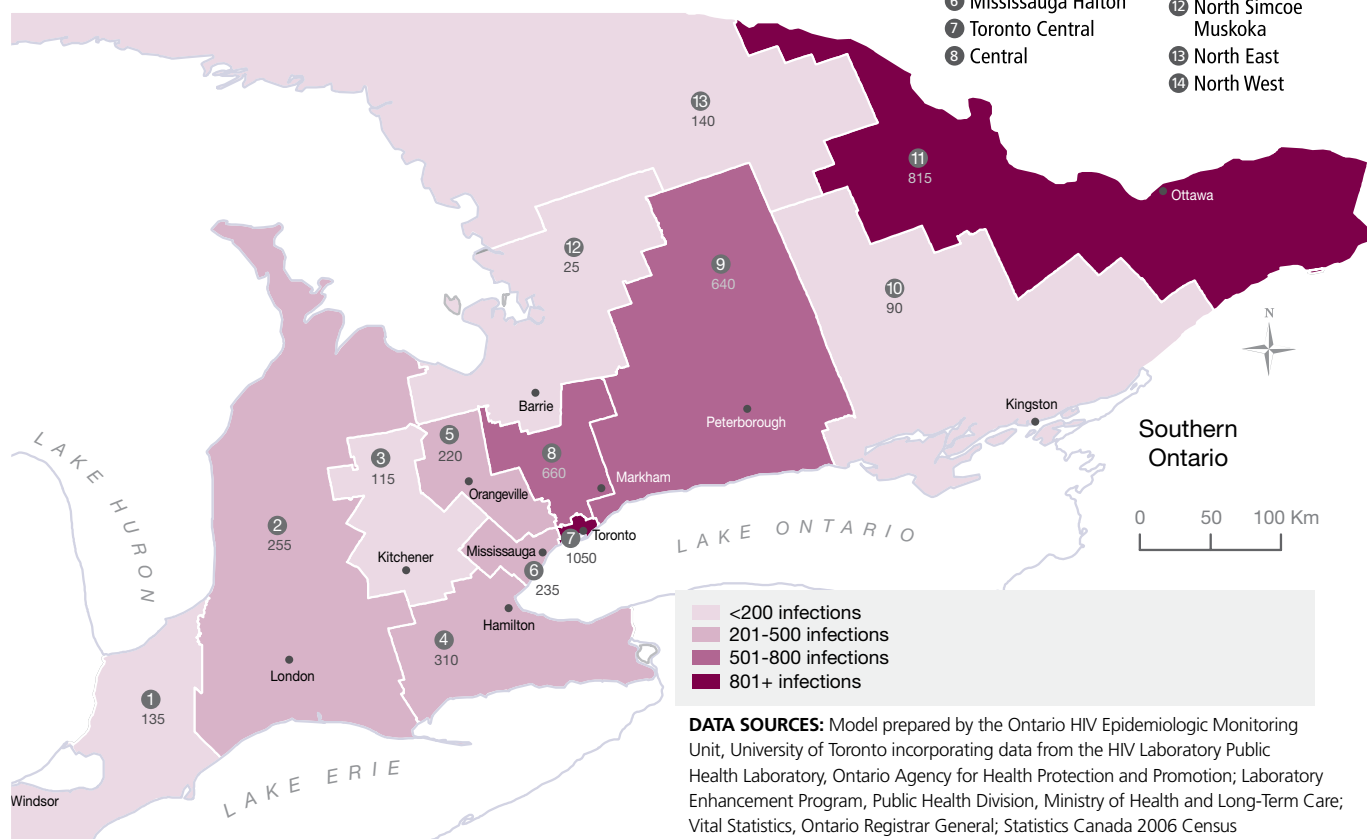 6 Mississauga Halton
7 Toronto Central
8 Central
12 North Simcoe
Muskoka
13 North East
14 North West
13
140
11
815
Ottawa
12
25
9
640
10
90
N
Barrie
Peterborough
Kingston
Southern
Ontario
5
220
Orangeville
3
115
8
660
Markham
LAKE HURON
2
255
Kitchener
Mississauga
7
1050
Toronto
6
235
LAKE ONTARIO
0 50 100 Km
Hamilton
4
310
London
1
135
Windsor
LAKE ERIE
<200 infections
201-500 infections
501-800 infections
801+ infections
DATA SOURCES: Model prepared by the Ontario HIV Epidemiologic Monitoring
Unit, University of Toronto incorporating data from the HIV Laboratory Public
Health Laboratory, Ontario Agency for Health Protection and Promotion; Laboratory
Enhancement Program, Public Health Division, Ministry of Health and Long-Term Care;
Vital Statistics, Ontario Registrar General; Statistics Canada 2006 Census